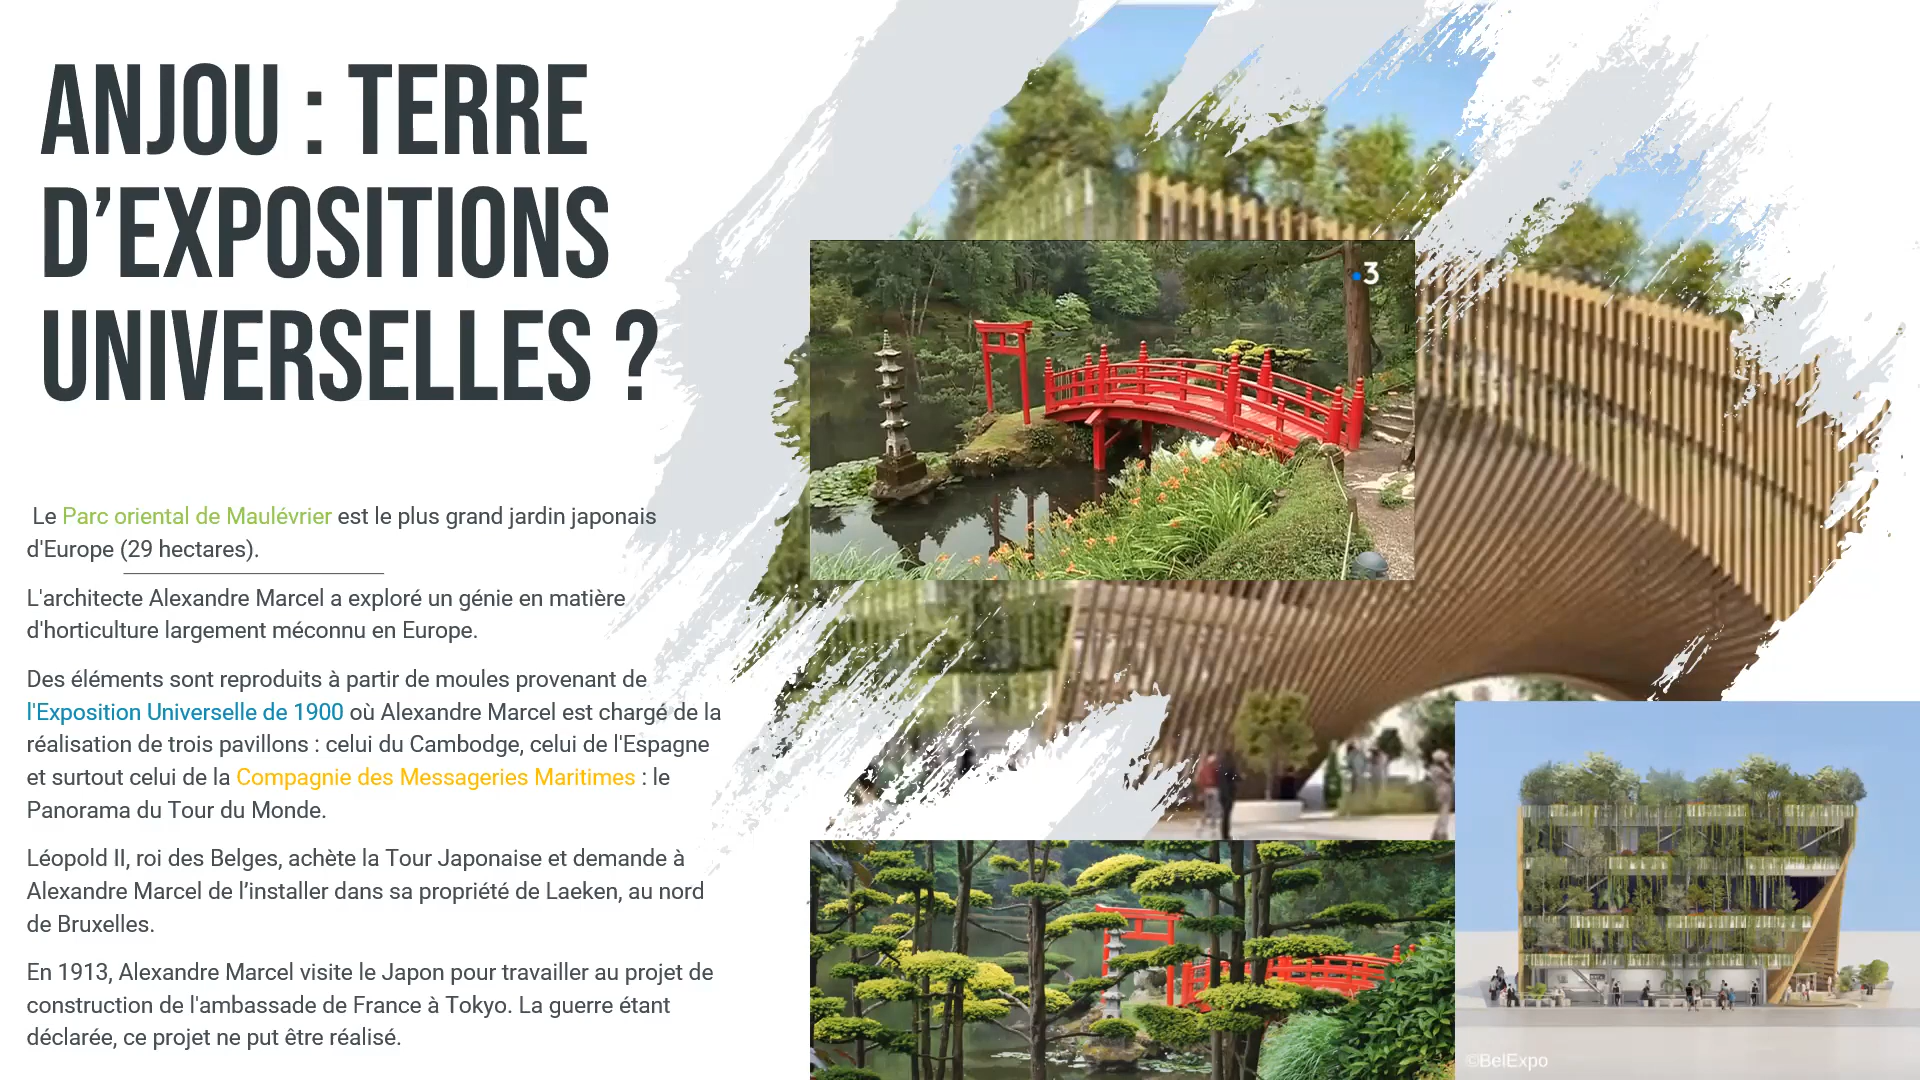 ANJOU : TERRE
D’EXPOSITIONS
UNIVERSELLES ?
Le Parc oriental de Maulévrier est le plus grand jardin japonais
d'Europe (29 hectares).
L'architecte Alexandre Marcel a exploré un génie en matière
d'horticulture largement méconnu en Europe.
Des éléments sont reproduits à partir de moules provenant de
l'Exposition Universelle de 1900 où Alexandre Marcel est chargé de la
réalisation de trois pavillons : celui du Cambodge, celui de l'Espagne
et surtout celui de la Compagnie des Messageries Maritimes : le
Panorama du Tour du Monde.
Léopold II, roi des Belges, achète la Tour Japonaise et demande à
Alexandre Marcel de l’installer dans sa propriété de Laeken, au nord
de Bruxelles.
En 1913, Alexandre Marcel visite le Japon pour travailler au projet de
construction de l'ambassade de France à Tokyo. La guerre étant
déclarée, ce projet ne put être réalisé.
3
©BelExpo